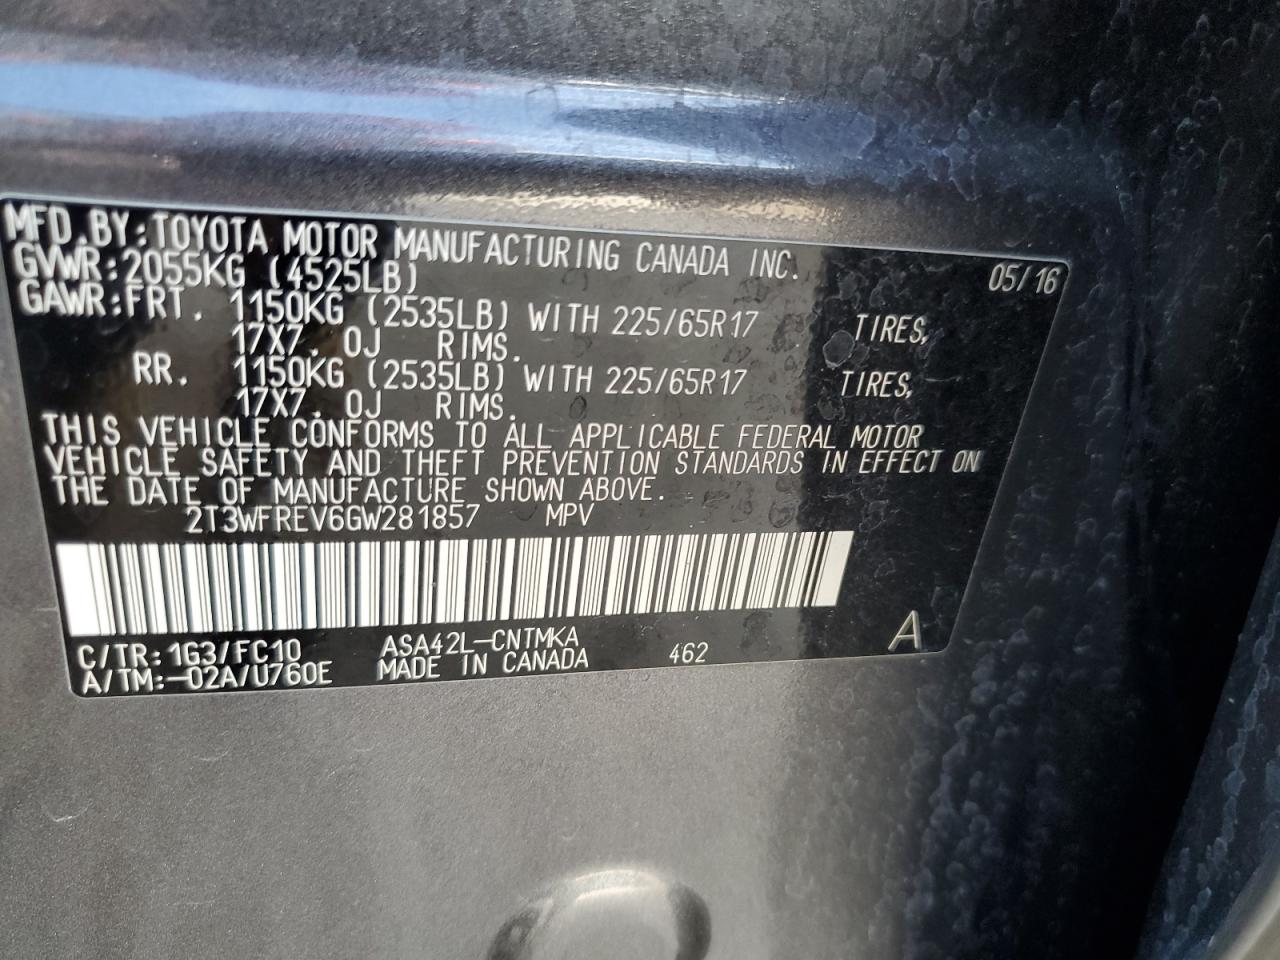 MFD. BY: TOYOTA MOTOR MANUFACTURING CANADA INC. 05/16
GVWR: 2055KG (4525LB)
GAWR: FRT. 1150KG (2535LB) WITH 225/65R17 TIRES,
17X7. 0J RIMS.
RR. 1150KG (2535LB) WITH 225/65R17 TIRES,
17X7. 0J RIMS.
THIS VEHICLE CONFORMS TO ALL APPLICABLE FEDERAL MOTOR
VEHICLE SAFETY AND THEFT PREVENTION STANDARDS IN EFFECT ON
THE DATE OF MANUFACTURE SHOWN ABOVE.
2T3WFREV6GW281857 MPV
C/TR: 1G3/FC10 ASA42L-CNTMKA 462 A
A/TM: -02A/U760E MADE IN CANADA